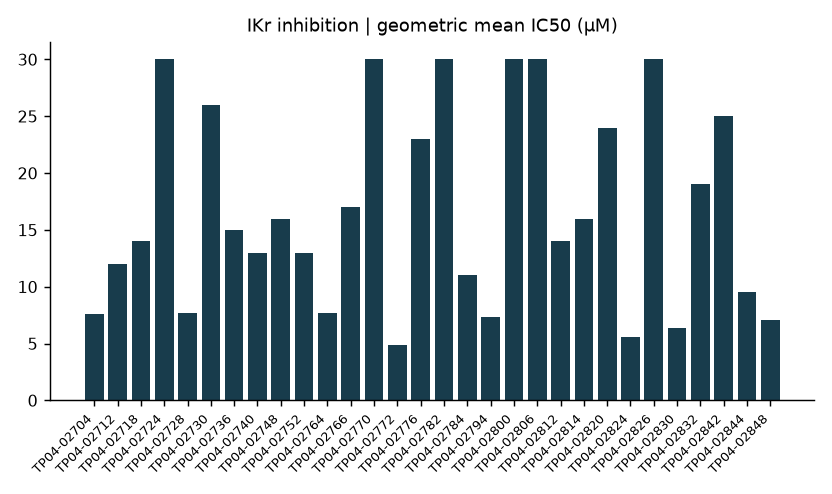 IKr inhibition | geometric mean IC50 (µM)
30
25
20
15
10
5
0
TP04-02704
TP04-02712
TP04-02718
TP04-02724
TP04-02728
TP04-02730
TP04-02736
TP04-02740
TP04-02748
TP04-02752
TP04-02764
TP04-02766
TP04-02770
TP04-02772
TP04-02776
TP04-02782
TP04-02784
TP04-02794
TP04-02800
TP04-02806
TP04-02812
TP04-02814
TP04-02820
TP04-02824
TP04-02826
TP04-02830
TP04-02832
TP04-02842
TP04-02844
TP04-02848